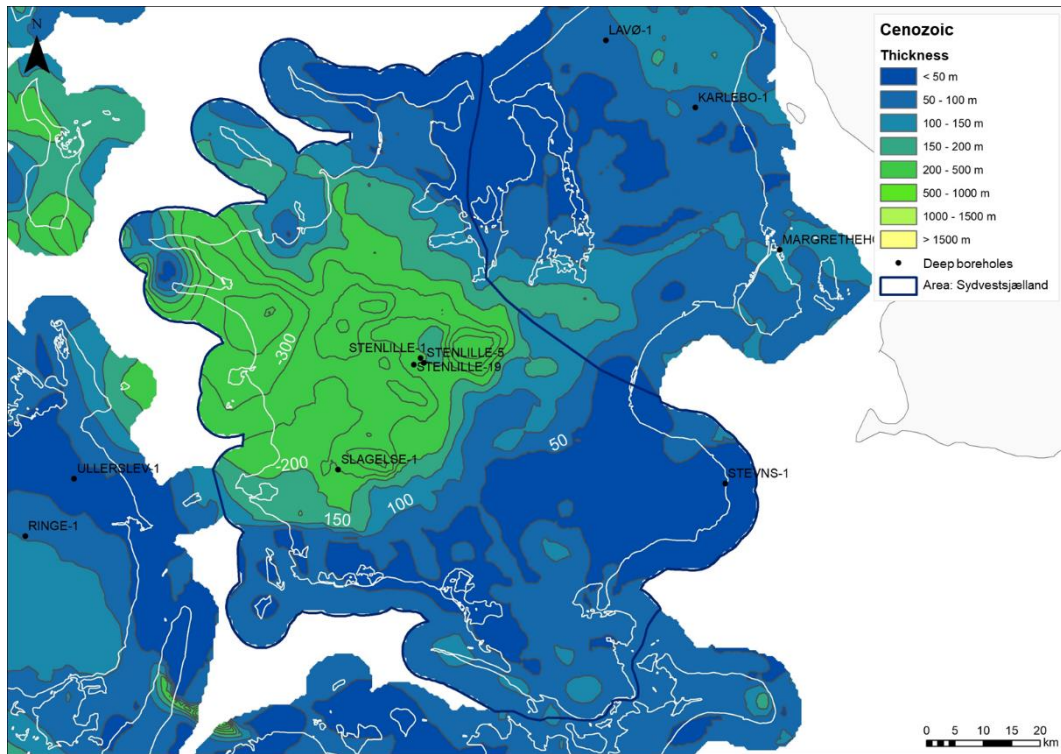 N
LAVØ-1
KARLEBO-1
MARGRETHEH
STENLILLE-1
STENLILLE-5
STENLILLE-19
-300
SLAGELSE-1
-200
150
100
50
STEVNS-1
ULLERSLEV-1
RINGE-1
Cenozoic
Thickness
< 50 m
50 - 100 m
100 - 150 m
150 - 200 m
200 - 500 m
500 - 1000 m
1000 - 1500 m
> 1500 m
Deep boreholes
Area: Sydvestsjælland
0 5 10 15 20
km